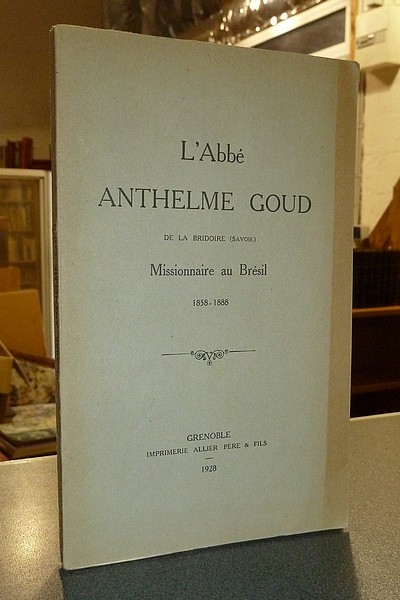 L'Abbé
ANTHELME GOUD
DE LA BRIDOIRE (SAVOIE)
Missionnaire au Brésil
1858-1888
GRENOBLE
IMPRIMERIE ALLIER PÈRE & FILS
1928